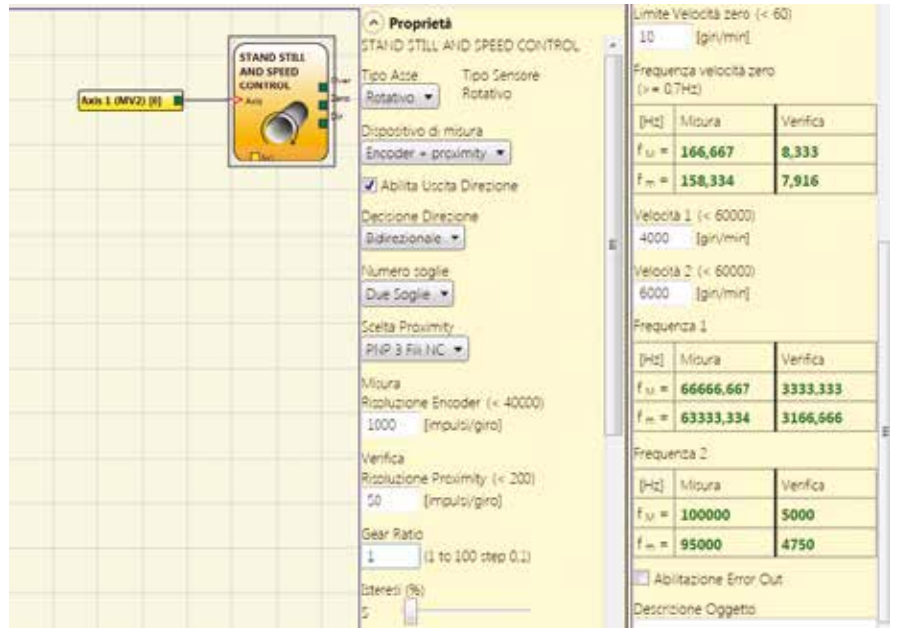 Axis 1 (MV2) [0]
STAND STILL
AND SPEED
CONTROL
Axis
Over
Zero
Dir
Proprietà
STAND STILL AND SPEED CONTROL
Tipo Asse Tipo Sensore
Rotativo Rotativo
Dispositivo di misura
Encoder + proximity
Abilita Uscita Direzione
Decisione Direzione
Bidirezionale
Numero soglie
Due Soglie
Scelta Proximity
PNP 3 Fili NC
Misura
Risoluzione Encoder (< 40000)
1000 [impulsi/giro]
Verifica
Risoluzione Proximity (< 200)
50 [impulsi/giro]
Gear Ratio
1 (1 to 100 step 0,1)
Isteresi (%)
5
Limite Velocità zero (< 60)
10 [giri/min]
Frequenza velocità zero
(>= 0,7Hz)
[Hz] Misura Verifica
f M = 166,667 8,333
f m = 158,334 7,916
Velocità 1 (< 60000)
4000 [giri/min]
Velocità 2 (< 60000)
6000 [giri/min]
Frequenza 1
[Hz] Misura Verifica
f M = 66666,667 3333,333
f m = 63333,334 3166,666
Frequenza 2
[Hz] Misura Verifica
f M = 100000 5000
f m = 95000 4750
Abilitazione Error Out
Descrizione Oggetto